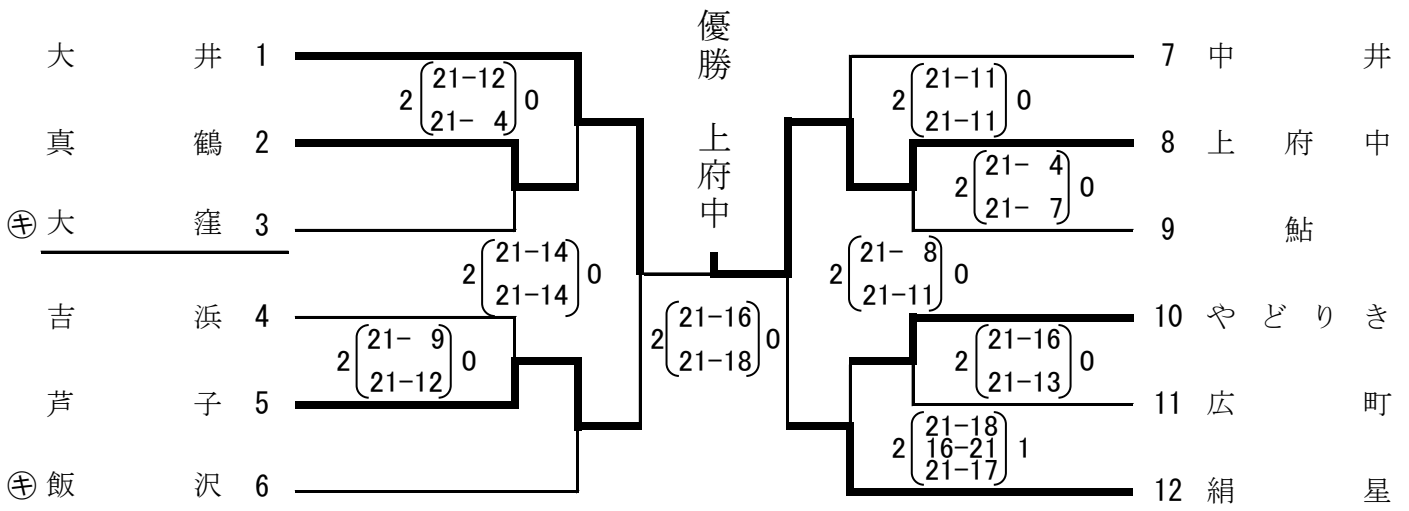 優勝 上府中
大井 1
真鶴 2
㋖大窪 3
吉浜 4
芦子 5
㋖飯沢 6
2 (21-12 21- 4) 0
2 (21-14 21-14) 0
2 (21- 9 21-12) 0
2 (21-16 21-18) 0
7 中井
8 上府中
9 鮎
10 やどりき
11 広町
12 絹星
2 (21-11 21-11) 0
2 (21- 4 21- 7) 0
2 (21- 8 21-11) 0
2 (21-16 21-13) 0
2 (21-18 16-21 21-17) 1